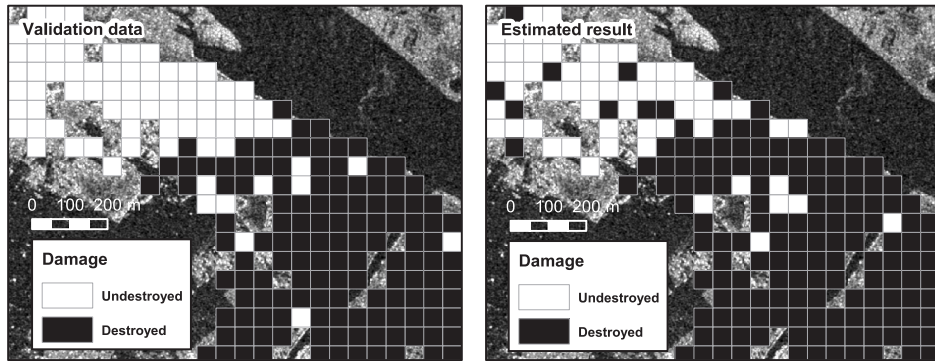 Validation data
0 100 200 m
Damage
Undestroyed
Destroyed
Estimated result
0 100 200 m
Damage
Undestroyed
Destroyed